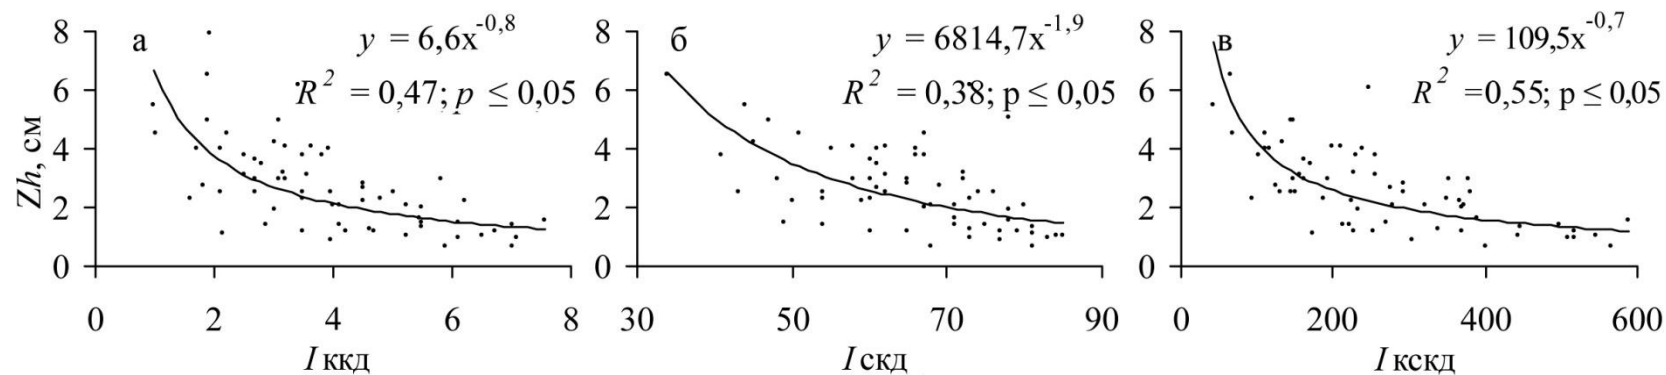 Zh, см
8
6
4
2
0
а
y = 6,6x^-0,8
R^2 = 0,47; p ≤ 0,05
0 2 4 6 8
I ккд
8
6
4
2
0
б
y = 6814,7x^-1,9
R^2 = 0,38; p ≤ 0,05
30 50 70 90
I скд
8
6
4
2
0
в
y = 109,5x^-0,7
R^2 =0,55; p ≤ 0,05
0 200 400 600
I кскд